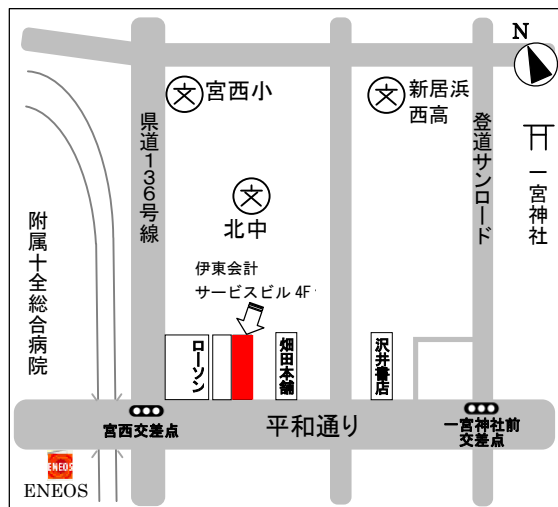 N
宮西小
新居浜
西高
県道136号線
登道サンロード
一宮神社
北中
附属十全総合病院
伊東会計
サービスビル 4F
ローソン
畑田本舗
沢井書店
平和通り
宮西交差点
一宮神社前
交差点
ENEOS
ENEOS